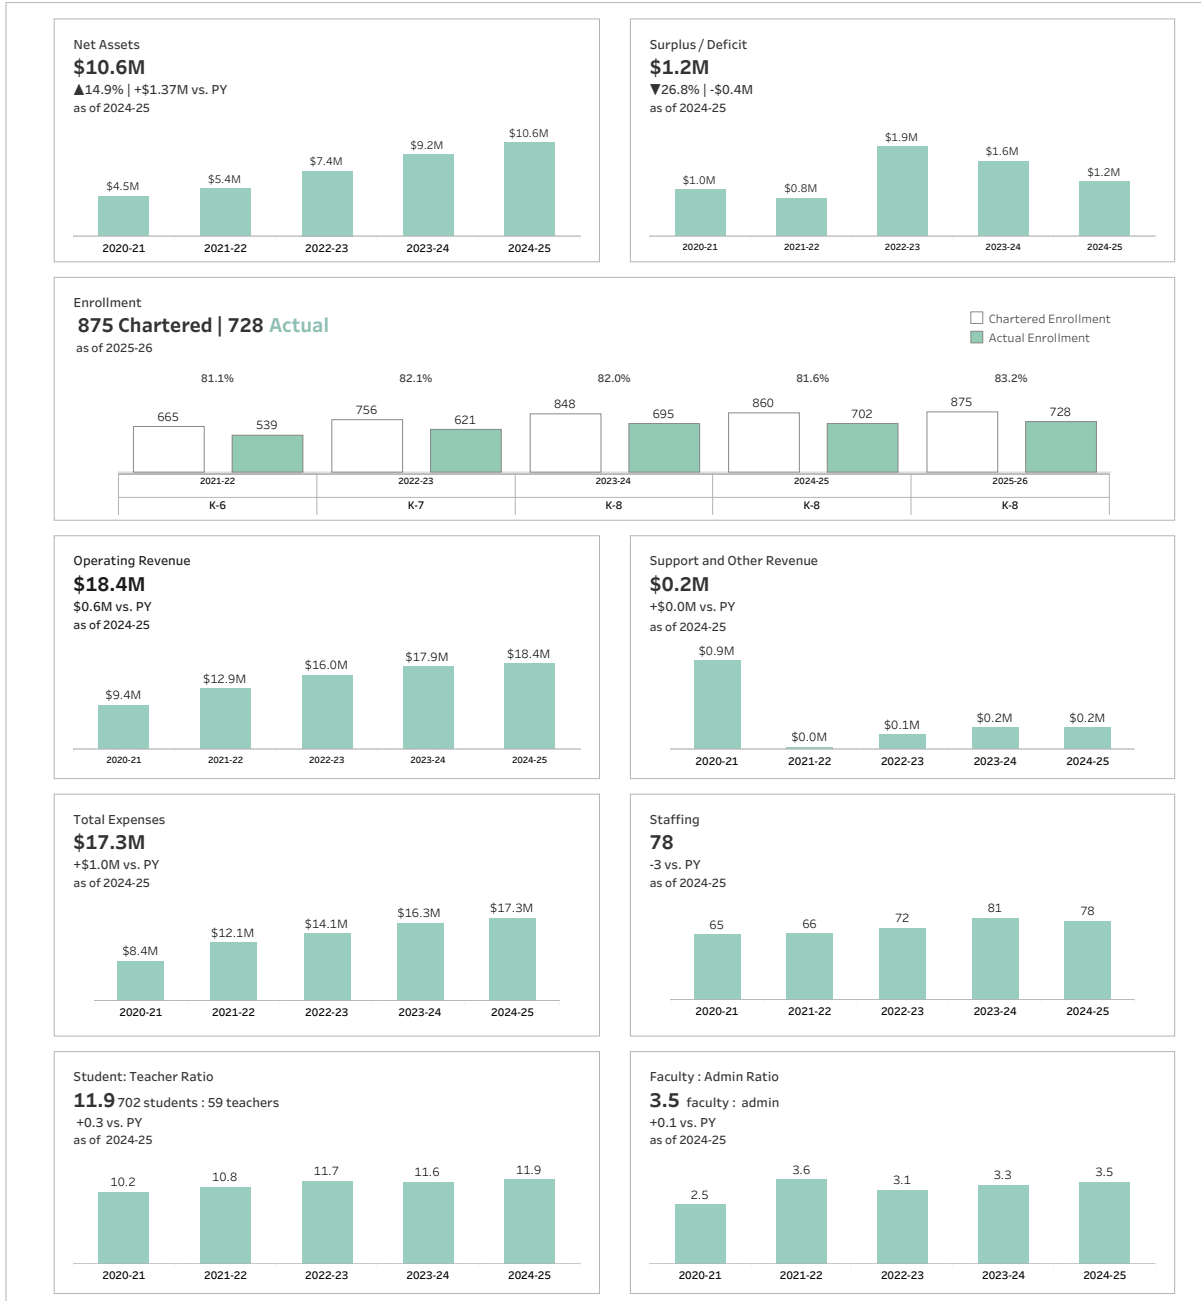 Net Assets
$10.6M
▲14.9% | +$1.37M vs. PY
as of 2024-25
$4.5M $5.4M $7.4M $9.2M $10.6M
2020-21 2021-22 2022-23 2023-24 2024-25
Surplus / Deficit
$1.2M
▼26.8% | -$0.4M
as of 2024-25
$1.0M $0.8M $1.9M $1.6M $1.2M
2020-21 2021-22 2022-23 2023-24 2024-25
Enrollment
875 Chartered | 728 Actual
as of 2025-26
Chartered Enrollment
Actual Enrollment
81.1% 82.1% 82.0% 81.6% 83.2%
665 539 756 621 848 695 860 702 875 728
2021-22 2022-23 2023-24 2024-25 2025-26
K-6 K-7 K-8 K-8 K-8
Operating Revenue
$18.4M
$0.6M vs. PY
as of 2024-25
$9.4M $12.9M $16.0M $17.9M $18.4M
2020-21 2021-22 2022-23 2023-24 2024-25
Support and Other Revenue
$0.2M
+$0.0M vs. PY
as of 2024-25
$0.9M $0.0M $0.1M $0.2M $0.2M
2020-21 2021-22 2022-23 2023-24 2024-25
Total Expenses
$17.3M
+$1.0M vs. PY
as of 2024-25
$8.4M $12.1M $14.1M $16.3M $17.3M
2020-21 2021-22 2022-23 2023-24 2024-25
Staffing
78
-3 vs. PY
as of 2024-25
65 66 72 81 78
2020-21 2021-22 2022-23 2023-24 2024-25
Student: Teacher Ratio
11.9 702 students : 59 teachers
+0.3 vs. PY
as of 2024-25
10.2 10.8 11.7 11.6 11.9
2020-21 2021-22 2022-23 2023-24 2024-25
Faculty : Admin Ratio
3.5 faculty : admin
+0.1 vs. PY
as of 2024-25
2.5 3.6 3.1 3.3 3.5
2020-21 2021-22 2022-23 2023-24 2024-25